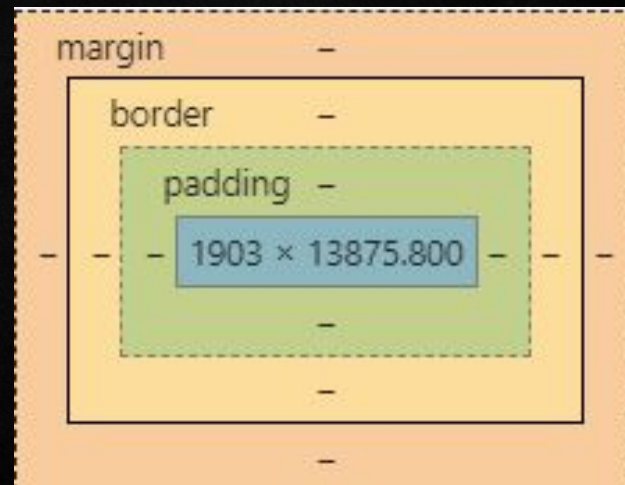 margin –
border –
padding –
– – – 1903 × 13875.800 – – –
–
–
–